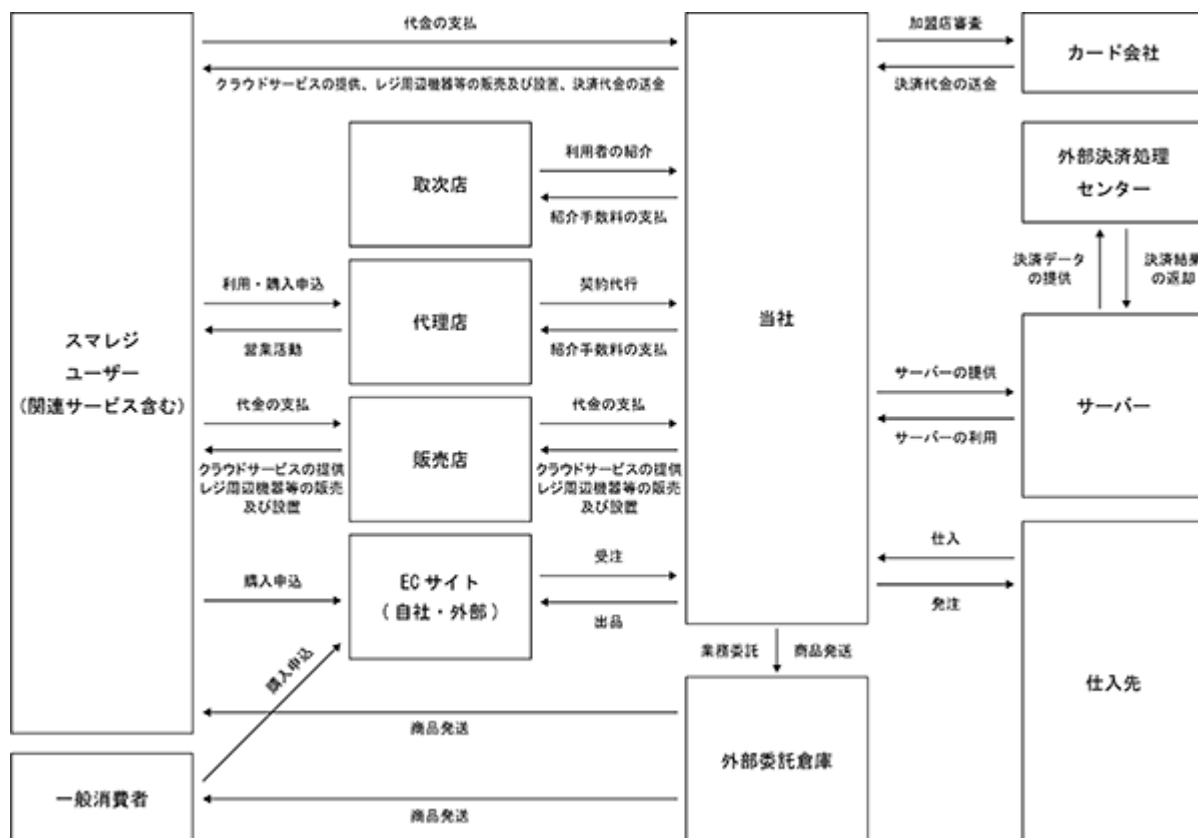 代金の支払
加盟店審査
カード会社
クラウドサービスの提供、レジ周辺機器等の販売及び設置、決済代金の送金
決済代金の送金
取次店
利用者の紹介
紹介手数料の支払
外部決済処理
センター
決済データ
の提供
決済結果
の返却
利用・購入申込
代理店
契約代行
当社
営業活動
紹介手数料の支払
スマレジ
ユーザー
(関連サービス含む)
サーバーの提供
サーバー
サーバーの利用
代金の支払
販売店
代金の支払
クラウドサービスの提供
レジ周辺機器等の販売
及び設置
クラウドサービスの提供
レジ周辺機器等の販売
及び設置
購入申込
ECサイト
(自社・外部)
受注
出品
仕入
発注
業務委託
商品発送
購入申込
仕入先
商品発送
外部委託倉庫
一般消費者
商品発送